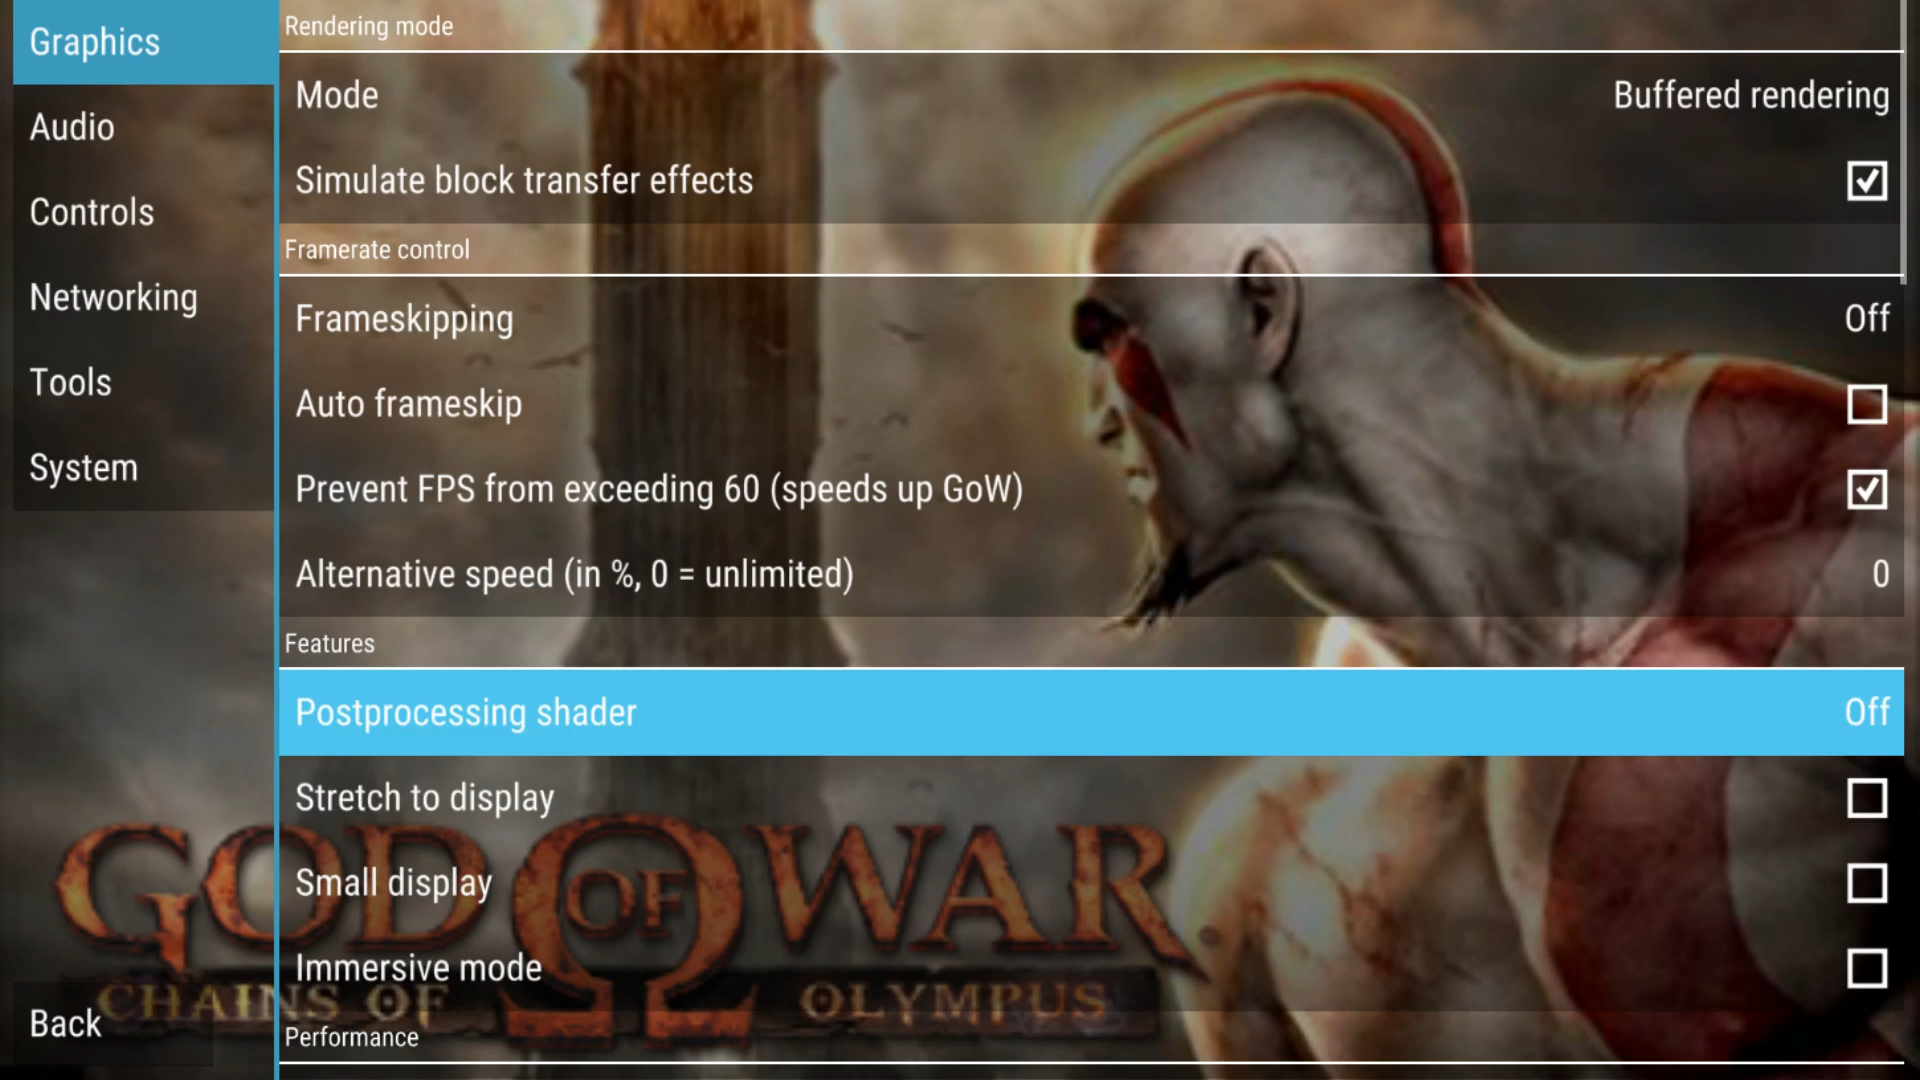 Graphics
Audio
Controls
Networking
Tools
System
Back
Rendering mode
Mode Buffered rendering
Simulate block transfer effects
Framerate control
Frameskipping Off
Auto frameskip
Prevent FPS from exceeding 60 (speeds up GoW)
Alternative speed (in %, 0 = unlimited) 0
Features
Postprocessing shader Off
Stretch to display
Small display
Immersive mode
Performance
GOD OF WAR
CHAINS OF OLYMPUS